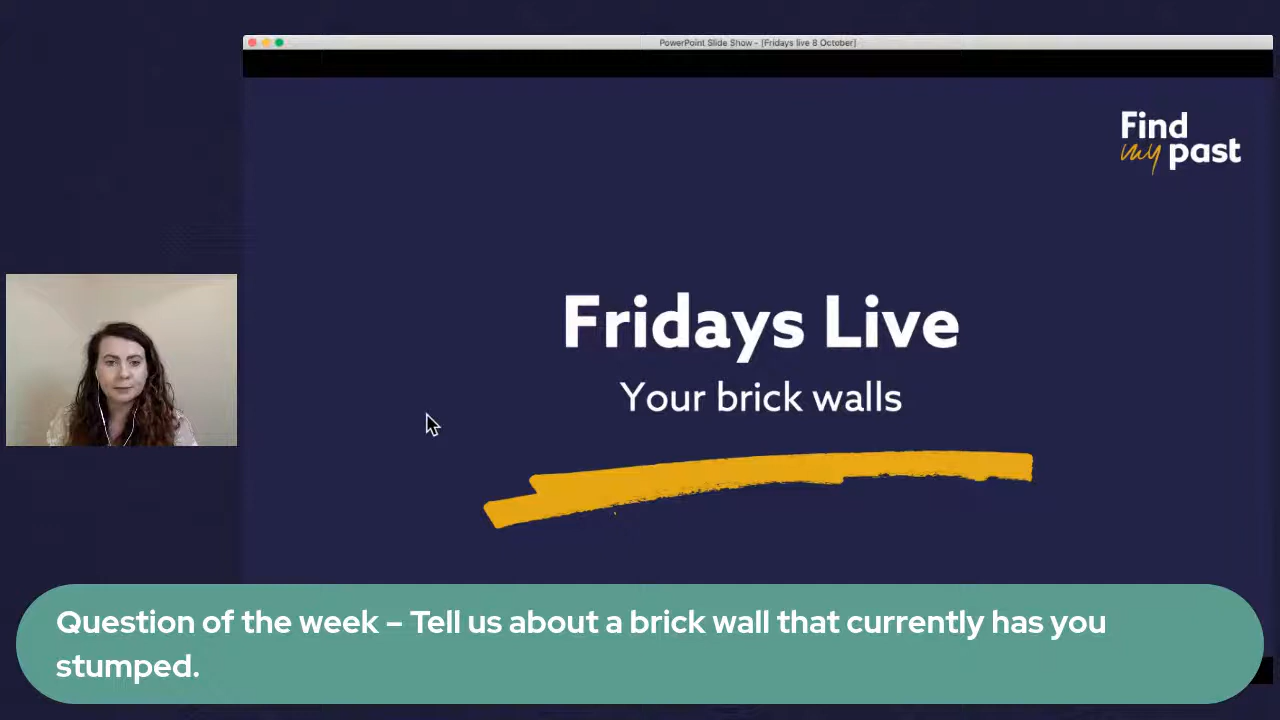 PowerPoint Slide Show - [Fridays live 8 October]
Find
my past
Fridays Live
Your brick walls
Question of the week – Tell us about a brick wall that currently has you
stumped.